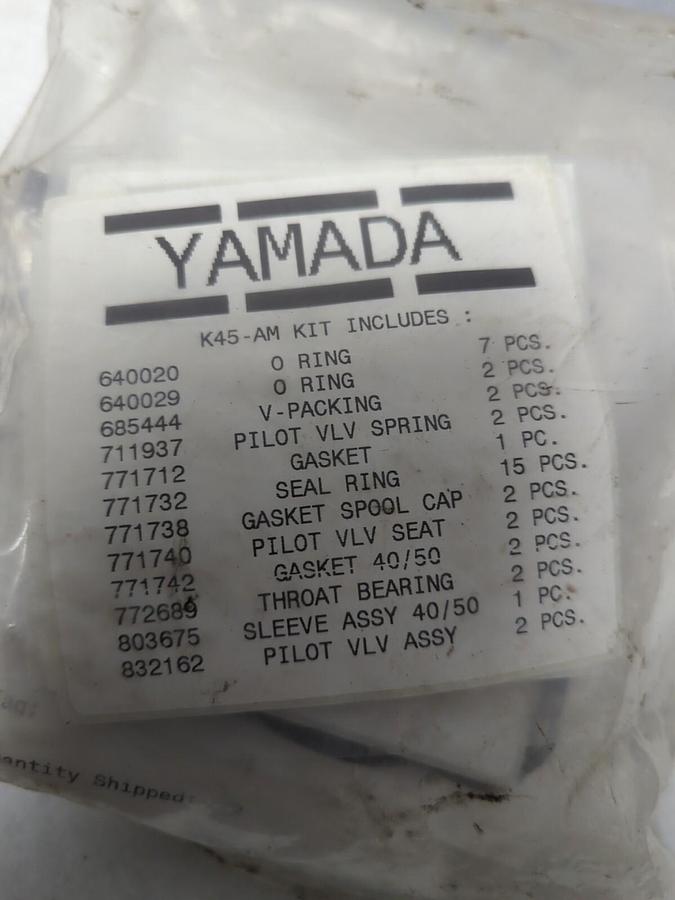 YAMADA
K45-AM KIT INCLUDES :
640020 O RING 7 PCS.
640029 O RING 2 PCS.
685444 V-PACKING 2 PCS.
711937 PILOT VLV SPRING 2 PCS.
771712 GASKET 1 PC.
771732 SEAL RING 15 PCS.
771738 GASKET SPOOL CAP 2 PCS.
771740 PILOT VLV SEAT 2 PCS.
771742 GASKET 40/50 2 PCS.
772689 THROAT BEARING 2 PCS.
803675 SLEEVE ASSY 40/50 1 PC.
832162 PILOT VLV ASSY 2 PCS.
Shipped: